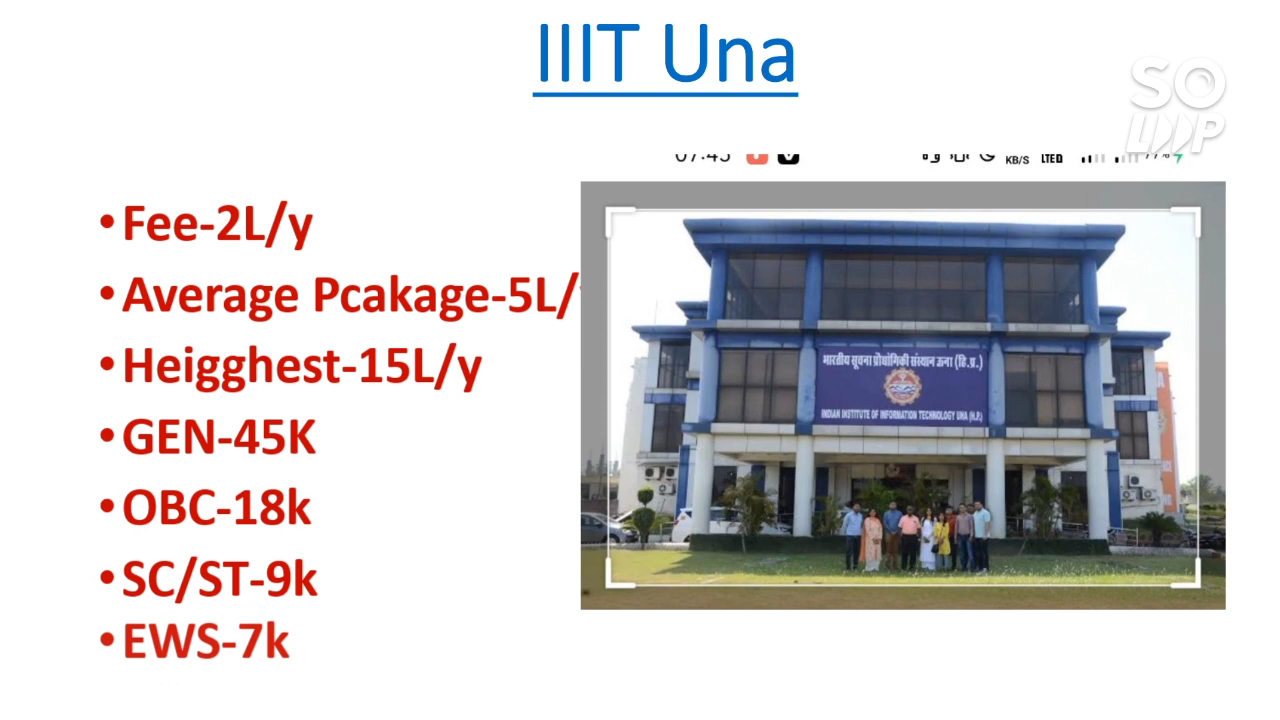 IIIT Una
SO
LOOP
KB/S
•Fee-2L/y
•Average Pcakage-5L/
•Heigghest-15L/y
•GEN-45K
•OBC-18k
•SC/ST-9k
•EWS-7k
भारतीय सूचना प्रौद्योगिकी संस्थान ऊना (हि.प्र.)
INDIAN INSTITUTE OF INFORMATION TECHNOLOGY UNA (H.P.)